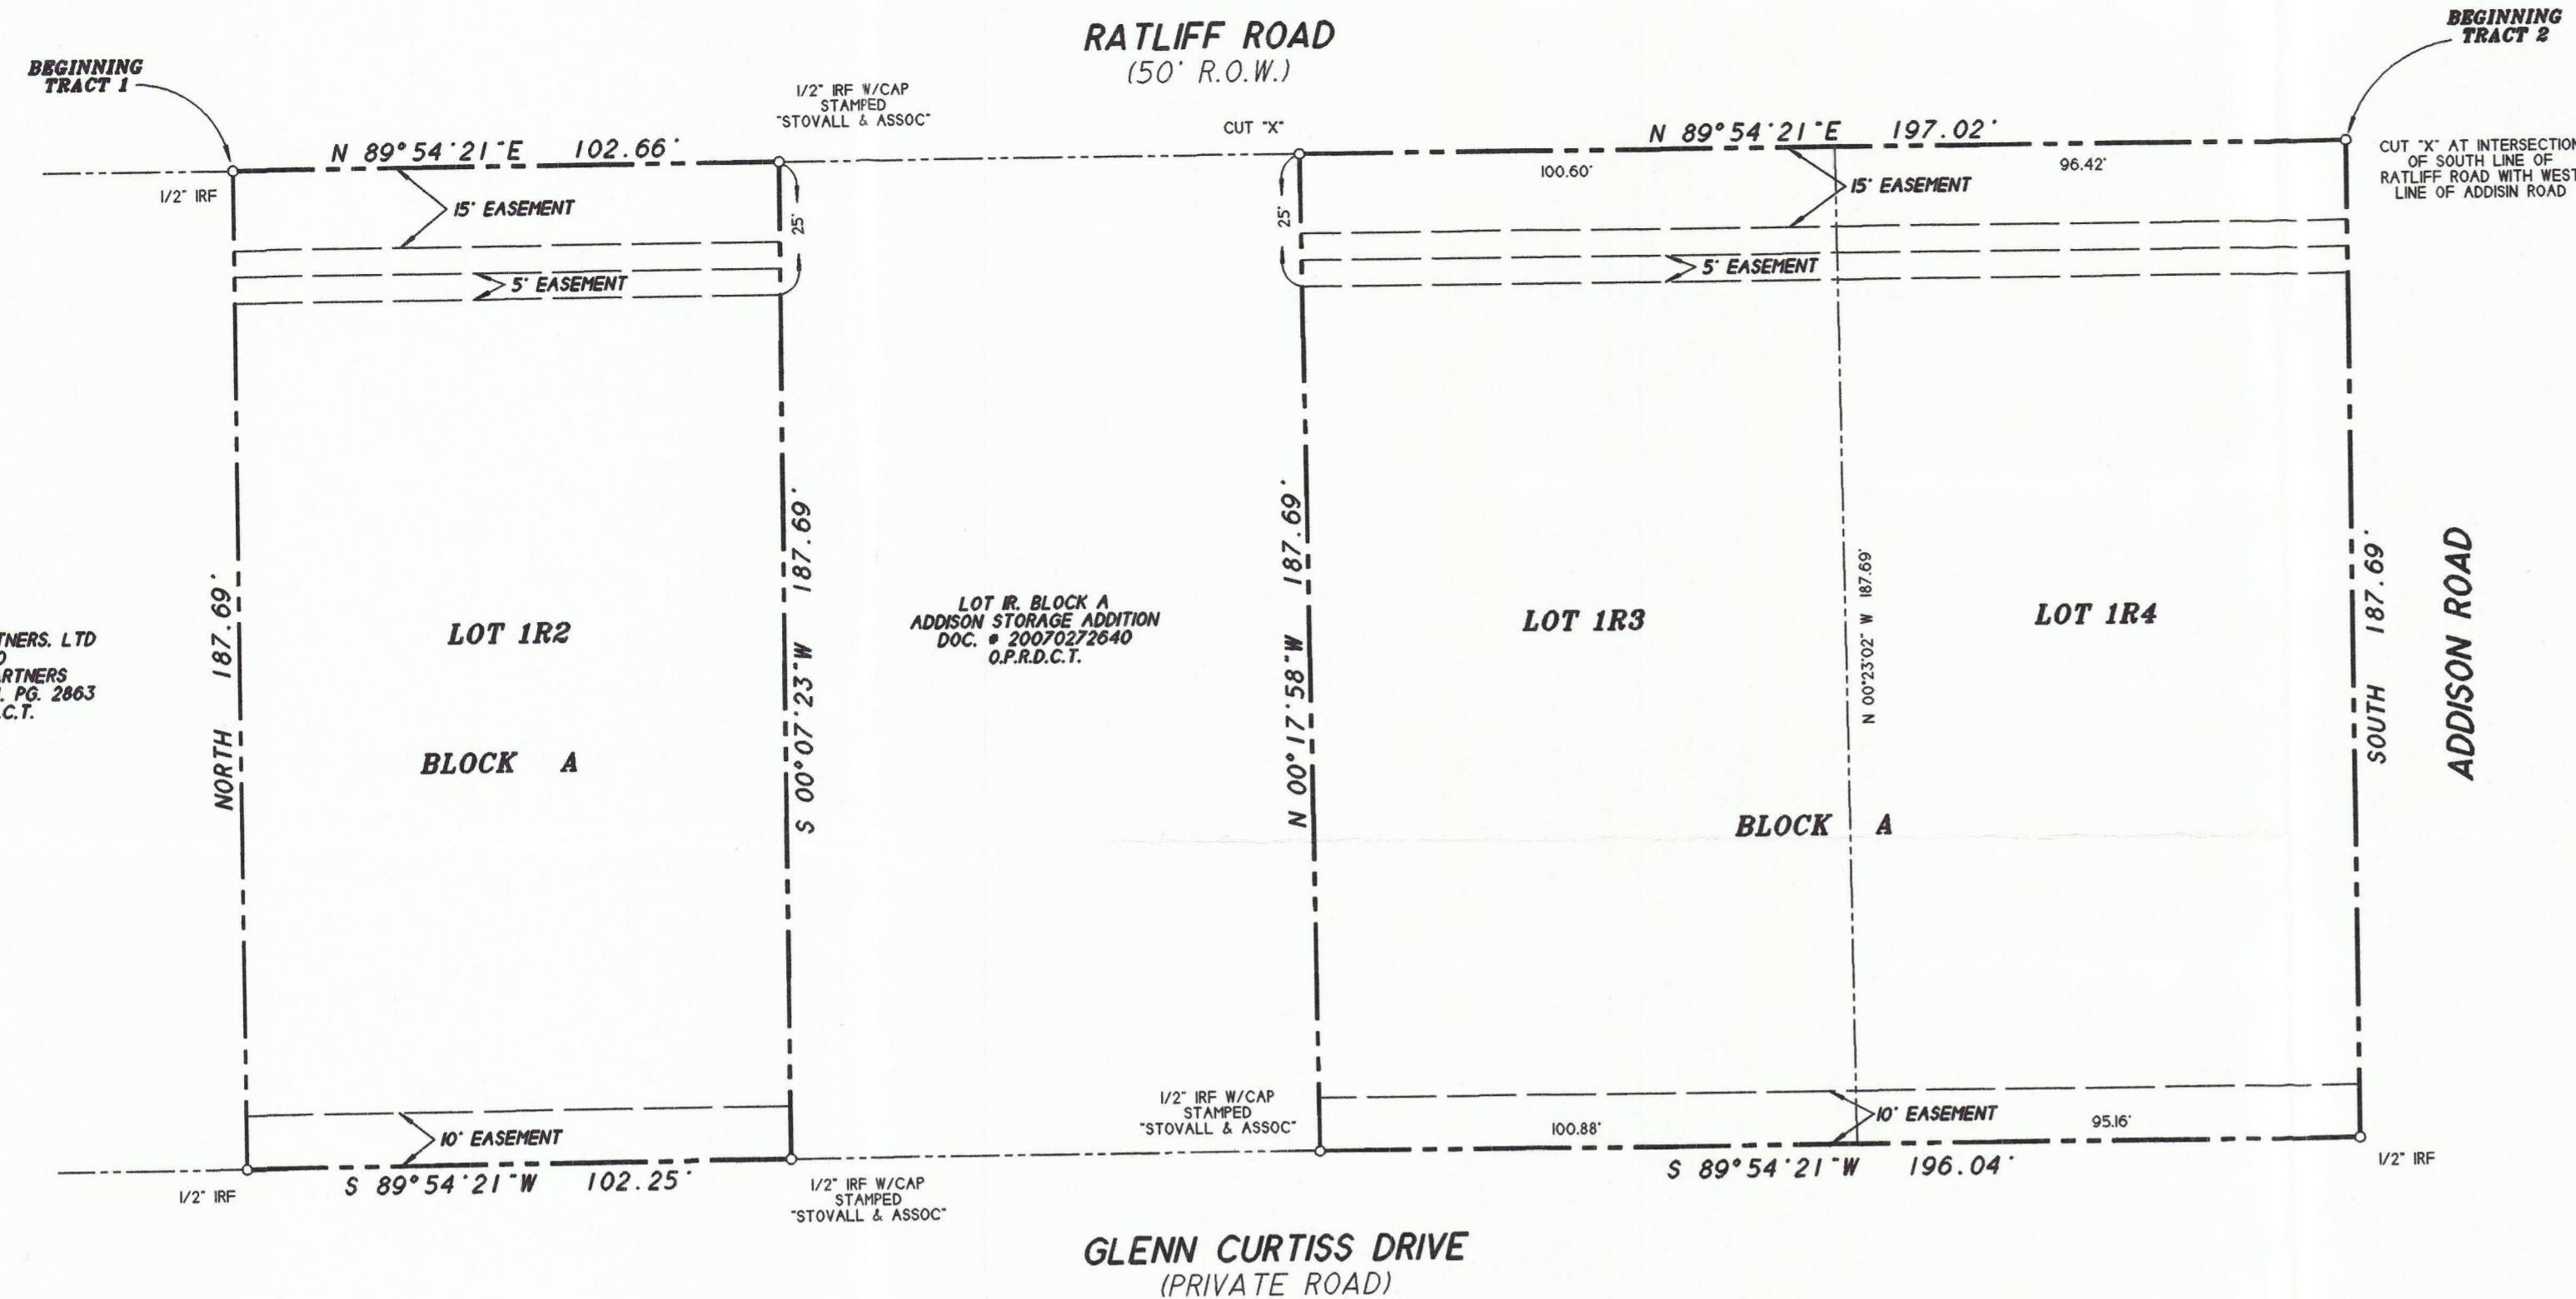 RATLIFF ROAD
(50' R.O.W.)
BEGINNING
TRACT 1
BEGINNING
TRACT 2
1/2" IRF W/CAP
STAMPED
"STOVALL & ASSOC"
CUT "X"
N 89°54'21"E 102.66'
N 89°54'21"E 197.02'
CUT "X" AT INTERSECTION
OF SOUTH LINE OF
RATLIFF ROAD WITH WEST
LINE OF ADDISIN ROAD
1/2" IRF
100.60'
96.42'
15' EASEMENT
15' EASEMENT
25'
25'
5' EASEMENT
5' EASEMENT
NORTH 187.69'
S 00°07'23"W 187.69'
N 00°17'58"W 187.69'
N 00°23'02" W 187.69'
SOUTH 187.69'
ADDISON ROAD
TNERS. LTD
RTNERS
. PG. 2863
.C.T.
LOT 1R2
BLOCK A
LOT 1R. BLOCK A
ADDISON STORAGE ADDITION
DOC. # 20070272640
O.P.R.D.C.T.
LOT 1R3
LOT 1R4
BLOCK A
1/2" IRF W/CAP
STAMPED
"STOVALL & ASSOC"
10' EASEMENT
10' EASEMENT
100.88'
95.16'
S 89°54'21"W 102.25'
S 89°54'21"W 196.04'
1/2" IRF
1/2" IRF W/CAP
STAMPED
"STOVALL & ASSOC"
1/2" IRF
GLENN CURTISS DRIVE
(PRIVATE ROAD)